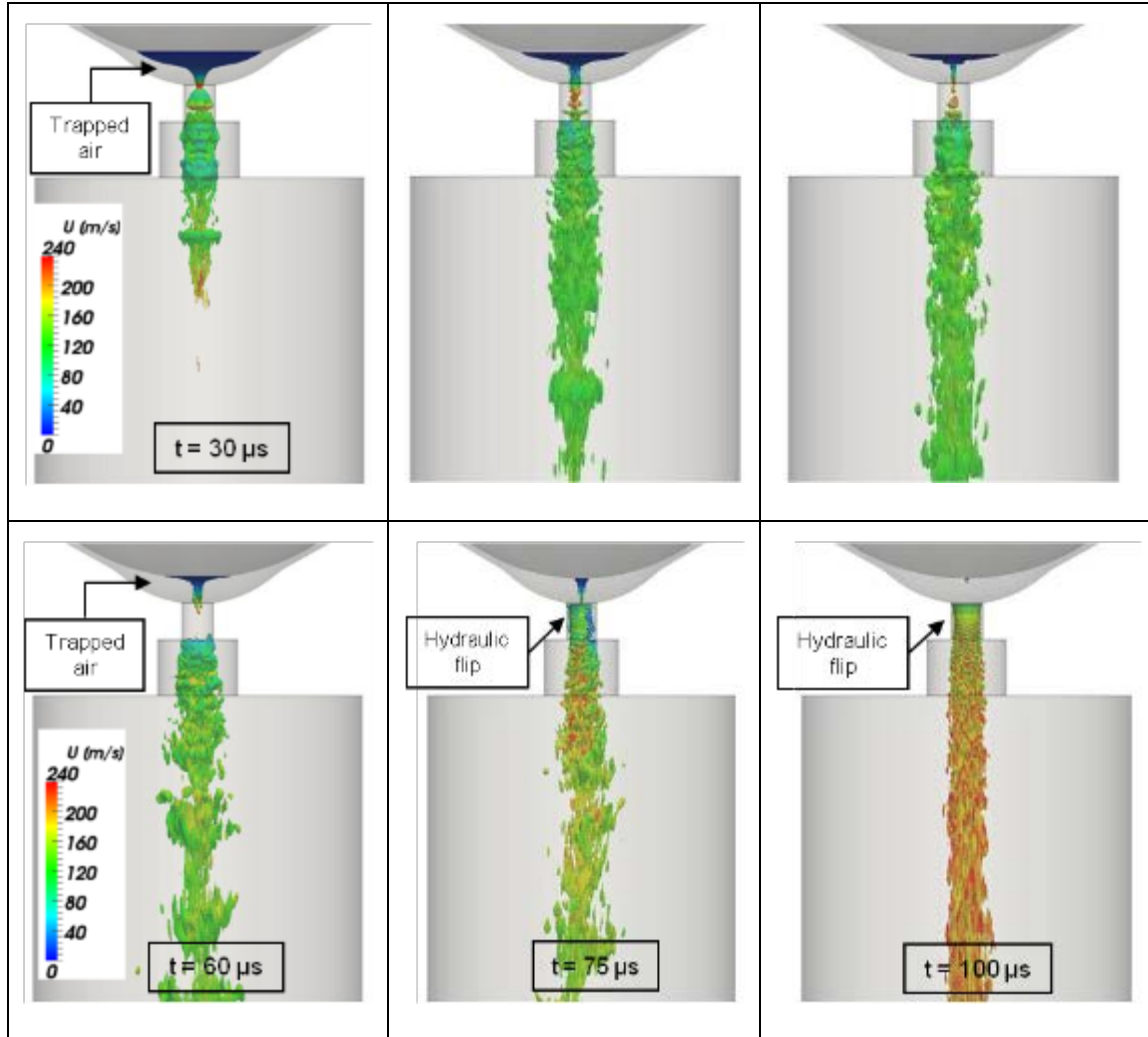 Trapped
air
U (m/s)
240
200
160
120
80
40
0
t = 30 µs
Trapped
air
U (m/s)
240
200
160
120
80
40
0
t = 60 µs
Hydraulic
flip
t = 75 µs
Hydraulic
flip
t = 100 µs